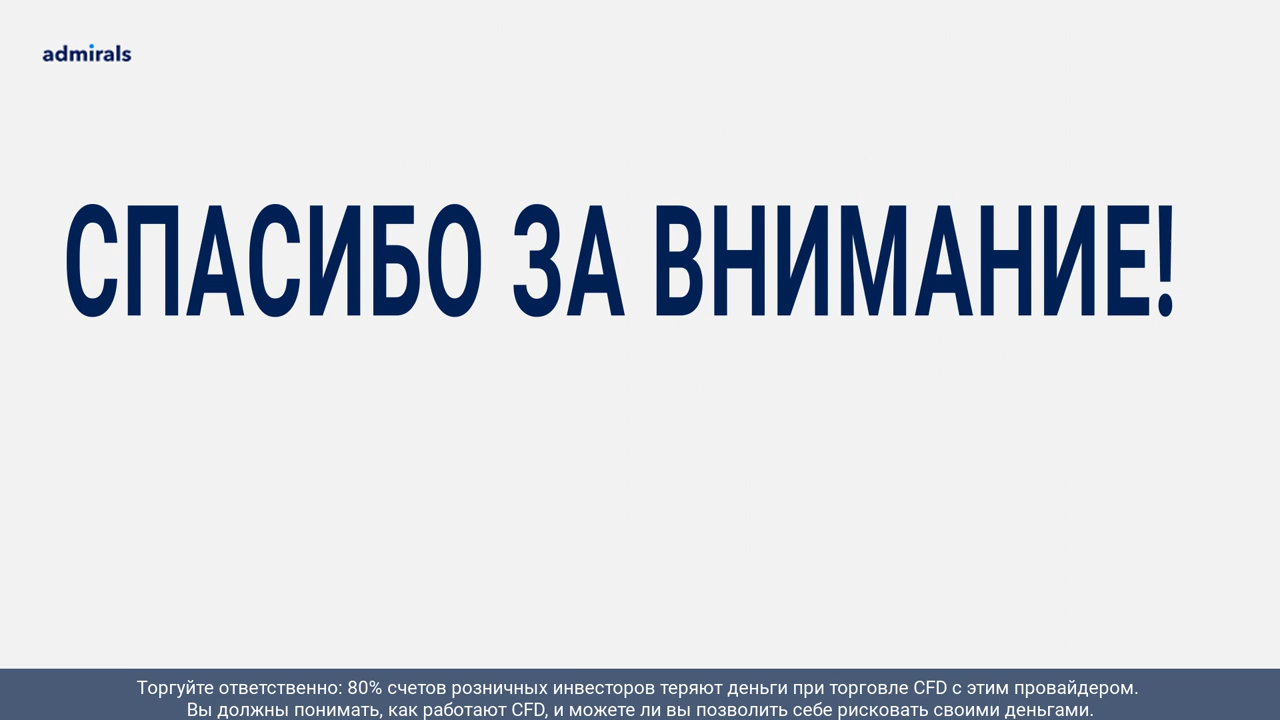 admirals
СПАСИБО ЗА ВНИМАНИЕ!
Торгуйте ответственно: 80% счетов розничных инвесторов теряют деньги при торговле CFD с этим провайдером.
Вы должны понимать, как работают CFD, и можете ли вы позволить себе рисковать своими деньгами.